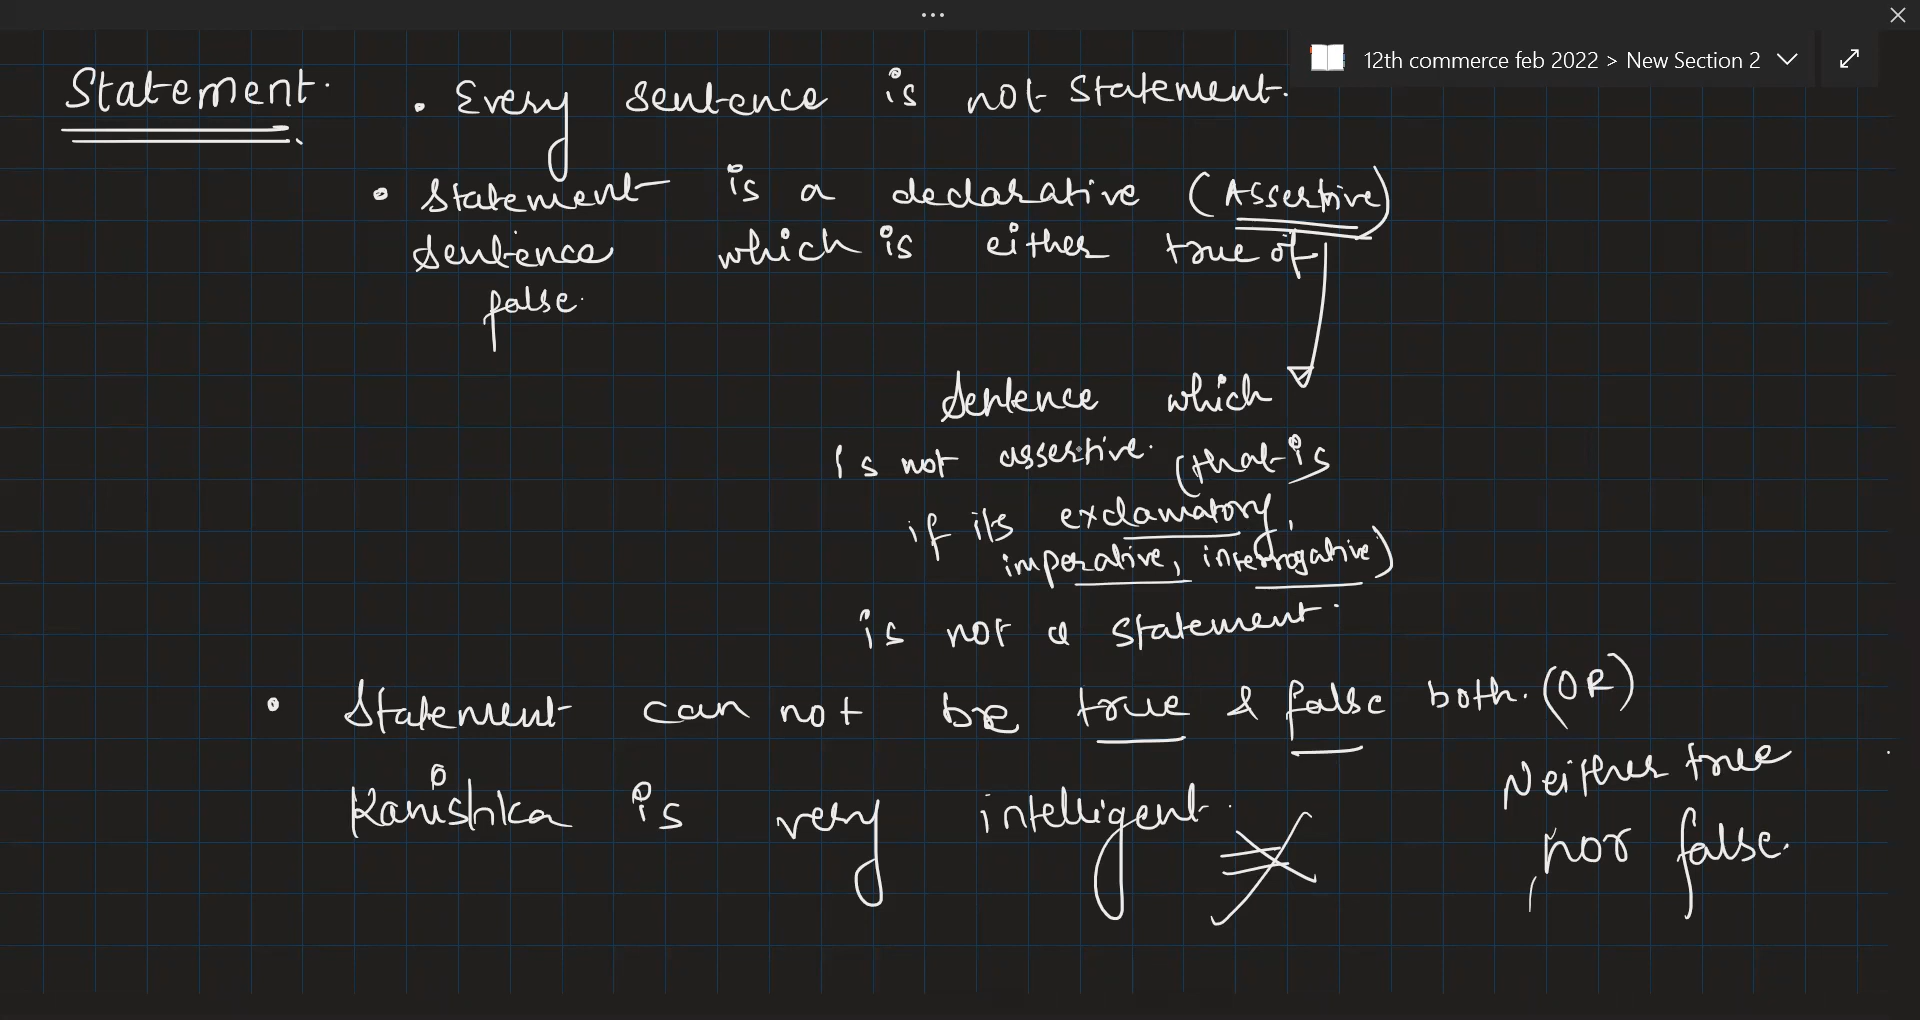 12th commerce feb 2022 > New Section 2
Statement.
• Every sentence is not statement.
• Statement is a declarative (Assertive)
sentence which is either true or
false.
Sentence which
is not assertive. (that is
if its exclamatory,
imperative, interrogative)
is not a statement.
• Statement can not be true & false both. (OR)
Neither true
nor false.
Kanishka is very intelligent.